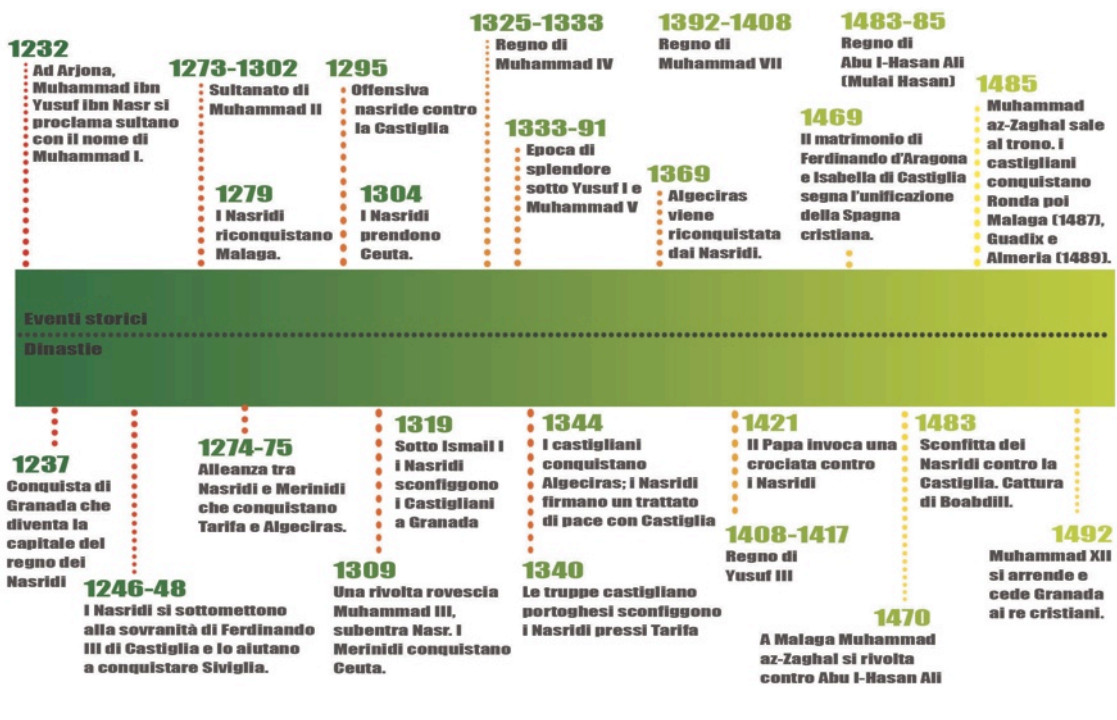 1232
Ad Arjona,
Muhammad ibn
Yusuf ibn Nasr si
proclama sultano
con il nome di
Muhammad I.
1273-1302
Sultanato di
Muhammad II
1279
I Nasridi
riconquistano
Malaga.
1295
Offensiva
nasride contro
la Castiglia
1304
I Nasridi
prendono
Ceuta.
1325-1333
Regno di
Muhammad IV
1333-91
Epoca di
splendore
sotto Yusuf I e
Muhammad V
1392-1408
Regno di
Muhammad VII
1369
Algeciras
viene
riconquistata
dai Nasridi.
1483-85
Regno di
Abu I-Hasan Ali
(Mulai Hasan)
1469
Il matrimonio di
Ferdinando d'Aragona
e Isabella di Castiglia
segna l'unificazione
della Spagna
cristiana.
1485
Muhammad
az-Zaghal sale
al trono. i
castigliani
conquistano
Ronda poi
Malaga (1487),
Guadix e
Almeria (1489).
Eventi storici
Dinastie
1237
Conquista di
Granada che
diventa la
capitale del
regno dei
Nasridi
1246-48
I Nasridi si sottomettono
alla sovranità di Ferdinando
III di Castiglia e lo aiutano
a conquistare Siviglia.
1274-75
Alleanza tra
Nasridi e Merinidi
che conquistano
Tarifa e Algeciras.
1319
Sotto Ismail I
i Nasridi
sconfiggono
i Castigliani
a Granada
1309
Una rivolta rovescia
Muhammad III,
subentra Nasr. I
Merinidi conquistano
Ceuta.
1344
I castigliani
conquistano
Algeciras; i Nasridi
firmano un trattato
di pace con Castiglia
1340
Le truppe castigliano
portoghesi sconfiggono
i Nasridi pressi Tarifa
1421
Il Papa invoca una
crociata contro
i Nasridi
1408-1417
Regno di
Yusuf III
1483
Sconfitta dei
Nasridi contro la
Castiglia. Cattura
di Boabdill.
1470
A Malaga Muhammad
az-Zaghal si rivolta
contro Abu I-Hasan Ali
1492
Muhammad XII
si arrende e
cede Granada
ai re cristiani.